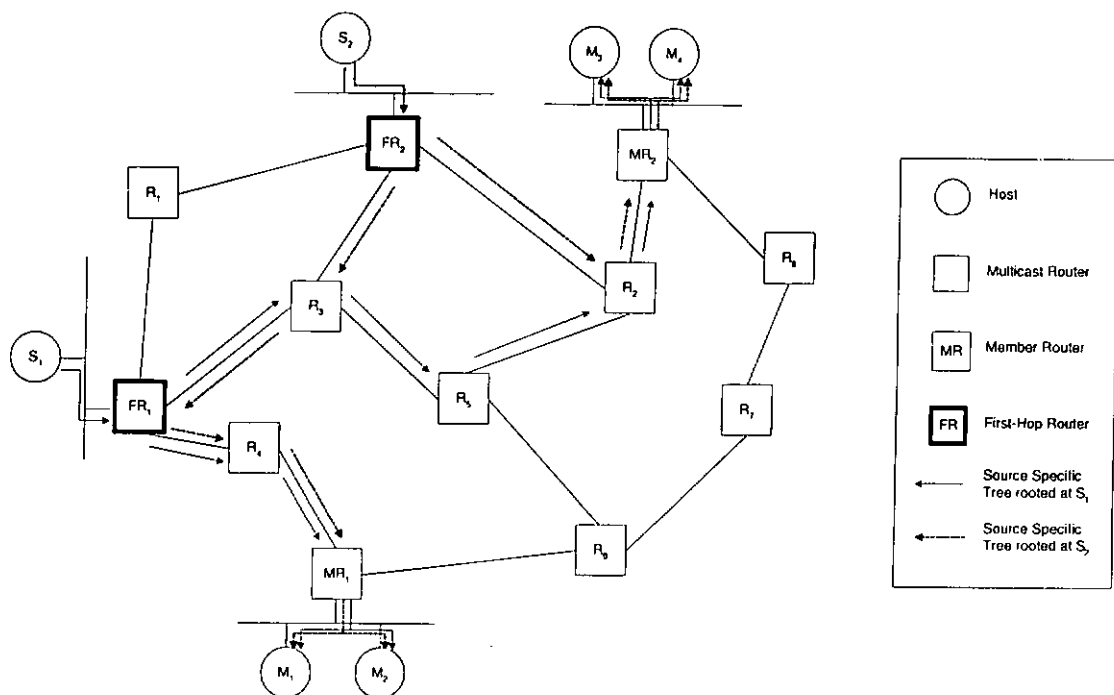 S₂
M₃
M₄
FR₂
MR₂
R₁
R₈
R₃
R₂
S₁
FR₁
R₅
R₇
R₄
MR₁
M₁
M₂
Host
Multicast Router
MR
Member Router
FR
First-Hop Router
Source Specific
Tree rooted at S₁
Source Specific
Tree rooted at S₂